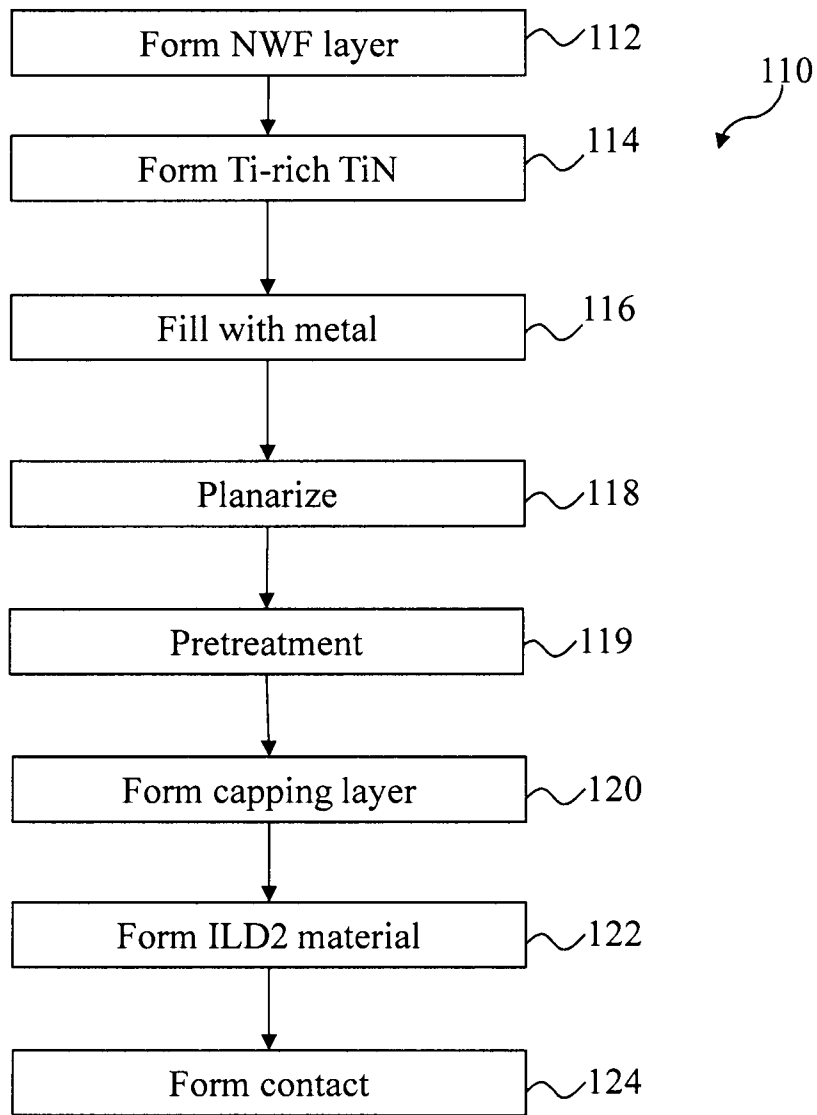 Form NWF layer 112
110
Form Ti-rich TiN 114
Fill with metal 116
Planarize 118
Pretreatment 119
Form capping layer 120
Form ILD2 material 122
Form contact 124